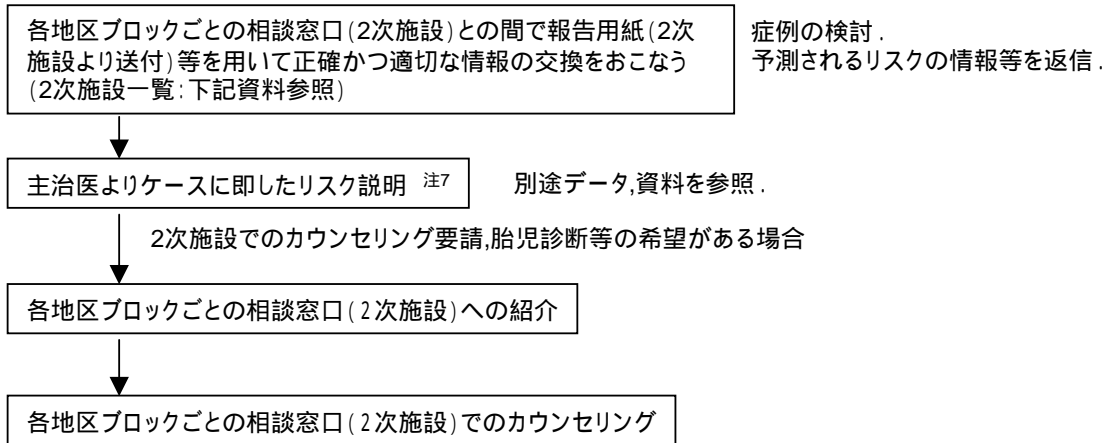 各地区ブロックごとの相談窓口(2次施設)との間で報告用紙(2次
施設より送付)等を用いて正確かつ適切な情報の交換をおこなう
(2次施設一覧:下記資料参照)
症例の検討.
予測されるリスクの情報等を返信.
主治医よりケースに即したリスク説明 注7
別途データ,資料を参照.
2次施設でのカウンセリング要請,胎児診断等の希望がある場合
各地区ブロックごとの相談窓口(2次施設)への紹介
各地区ブロックごとの相談窓口(2次施設)でのカウンセリング